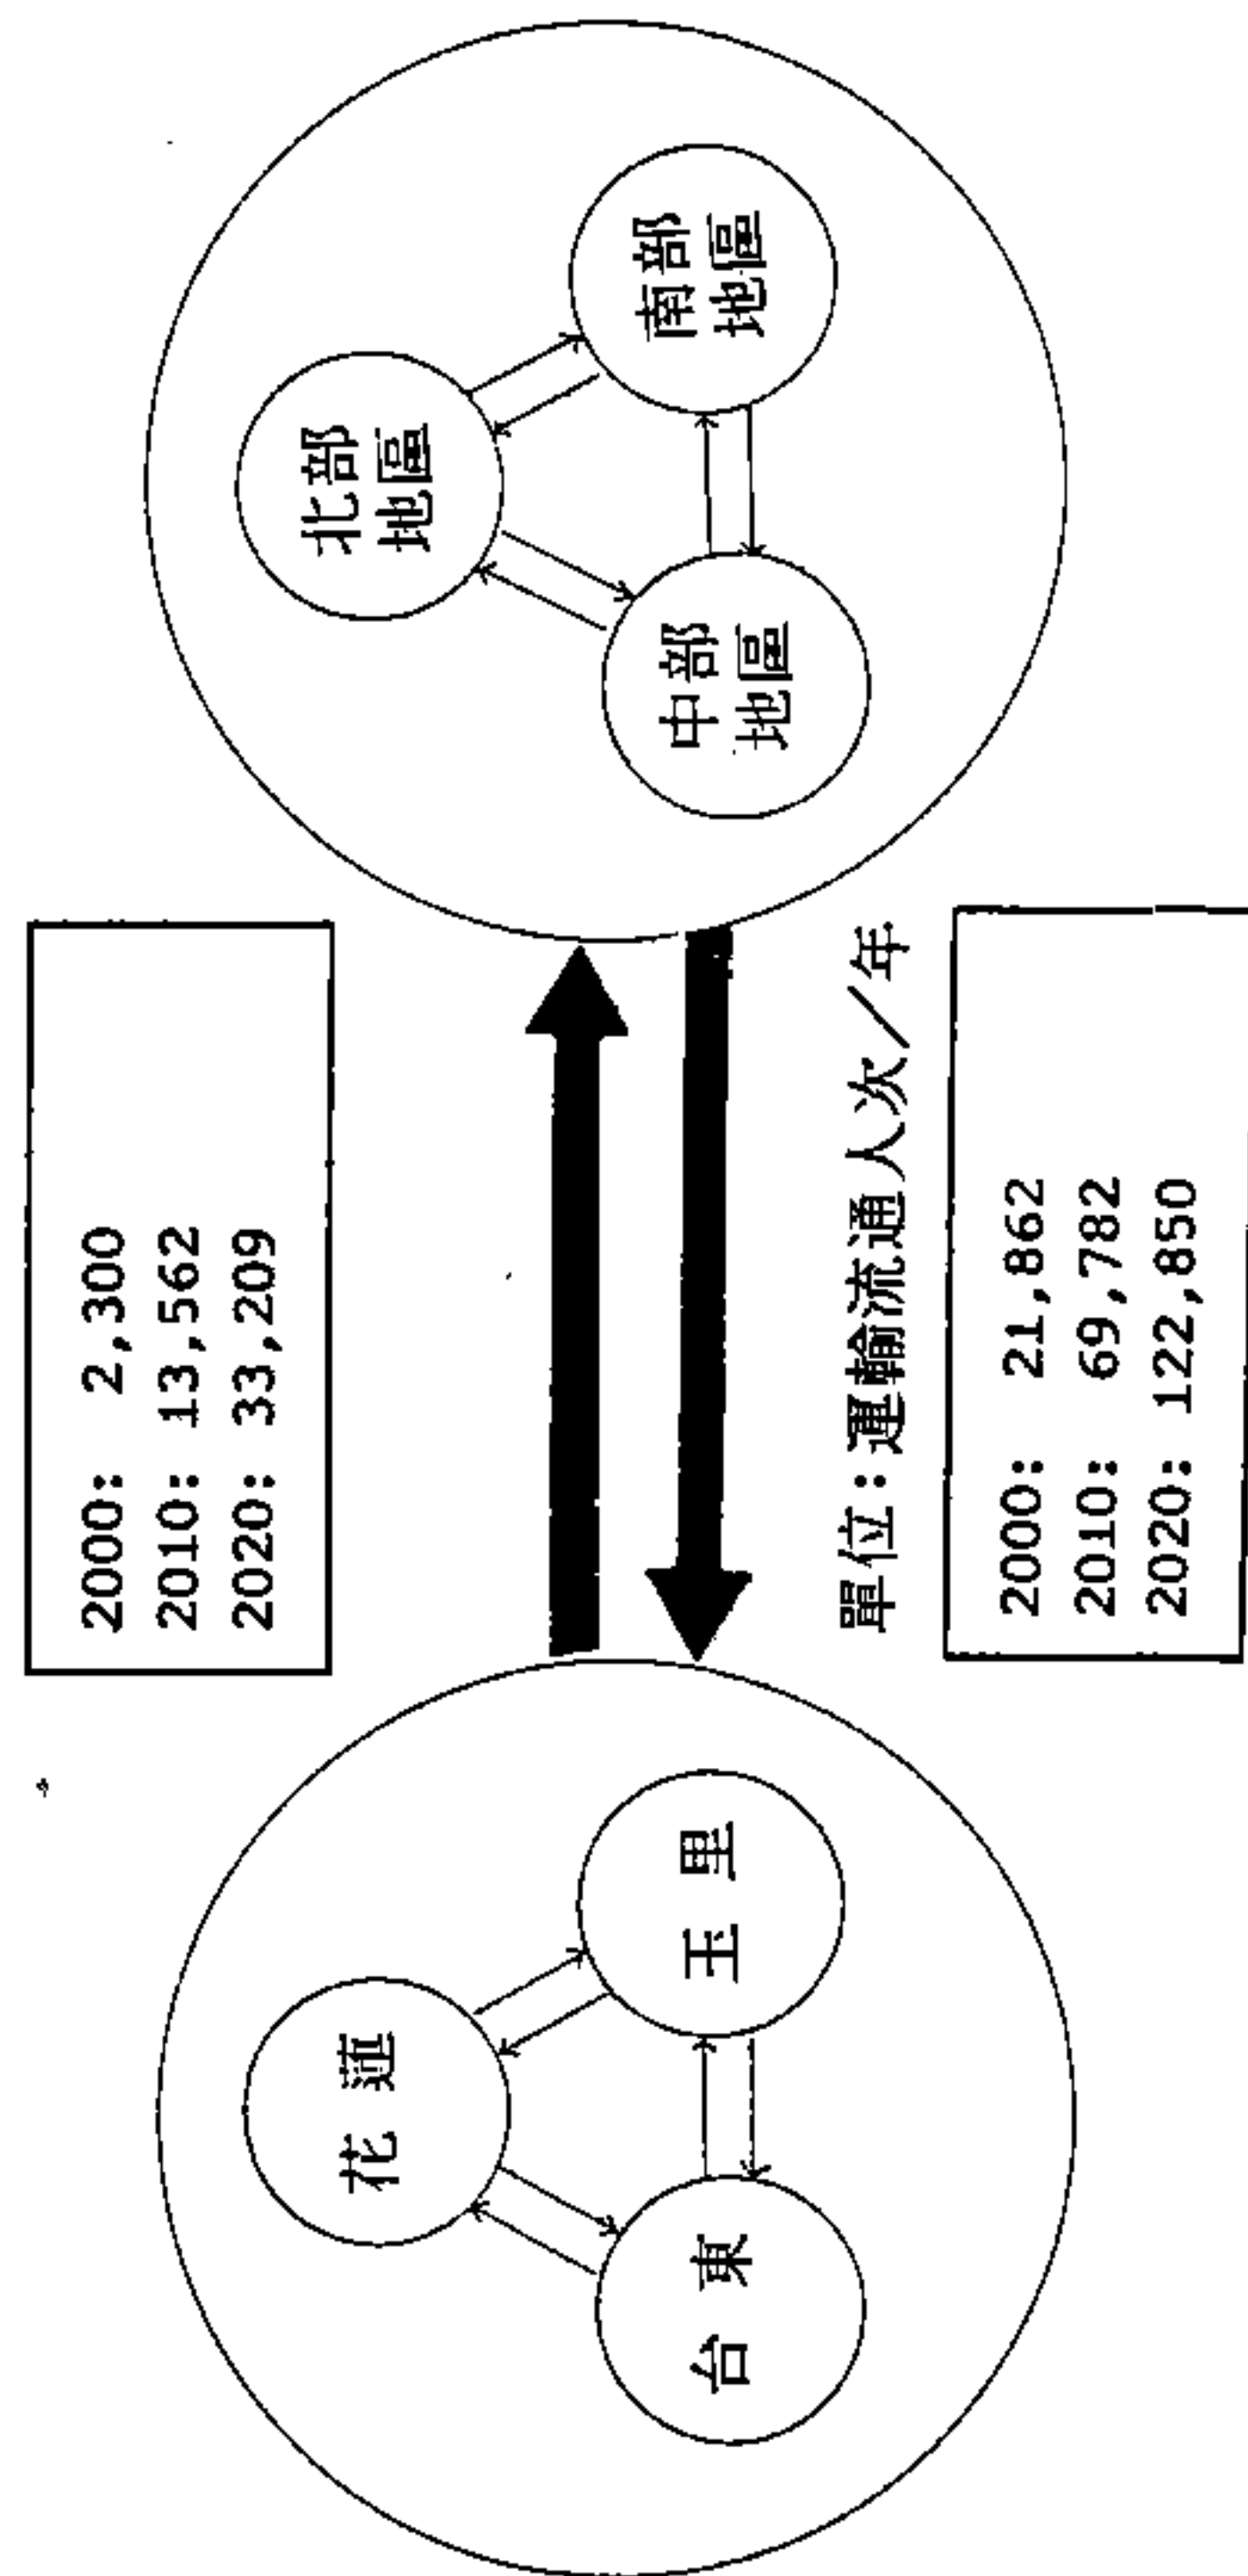 2000: 2,300
2010: 13,562
2020: 33,209
花蓮
台東
玉里
北部
地區
中部
地區
南部
地區
單位：運輸流通人次／年
2000: 21,862
2010: 69,782
2020: 122,850